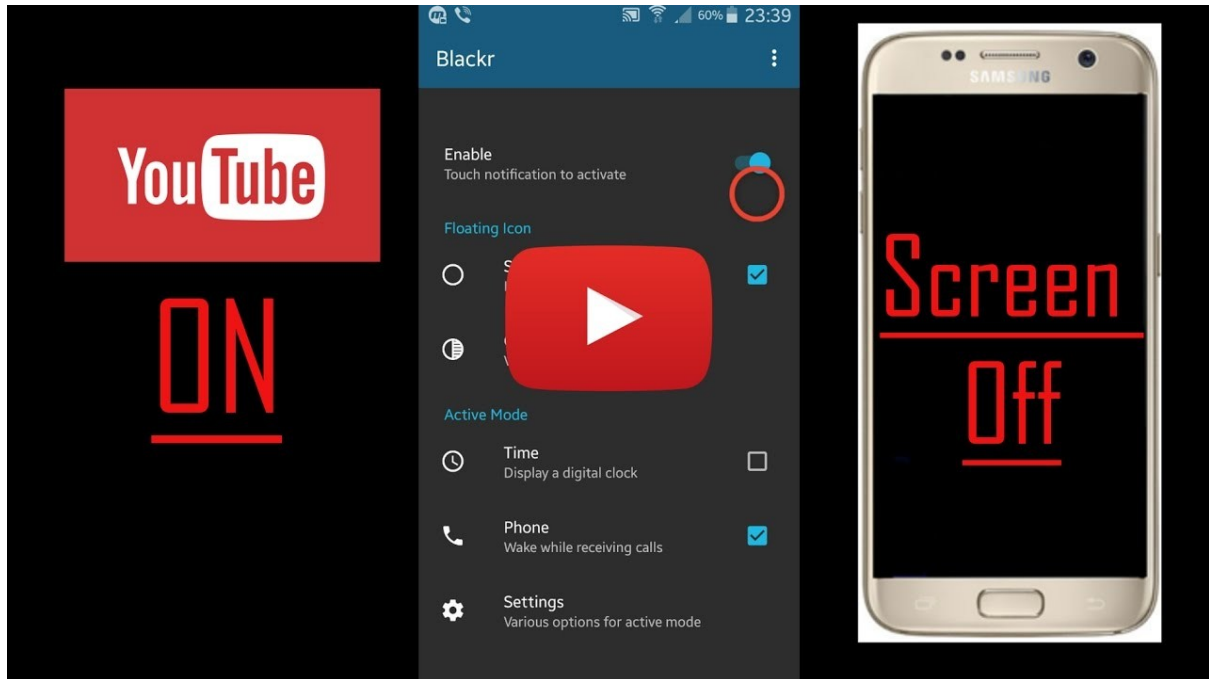 YouTube
ON
60% 23:39
Blackr
Enable
Touch notification to activate
Floating Icon
Active Mode
Time
Display a digital clock
Phone
Wake while receiving calls
Settings
Various options for active mode
SAMSUNG
Screen
Off